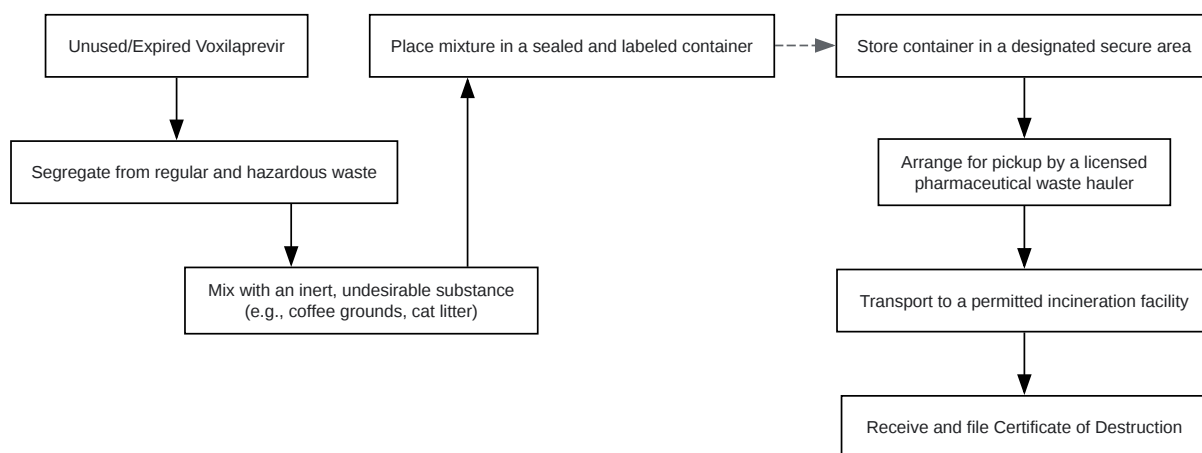 Unused/Expired Voxilaprevir
Segregate from regular and hazardous waste
Mix with an inert, undesirable substance
(e.g., coffee grounds, cat litter)
Place mixture in a sealed and labeled container
Store container in a designated secure area
Arrange for pickup by a licensed
pharmaceutical waste hauler
Transport to a permitted incineration facility
Receive and file Certificate of Destruction